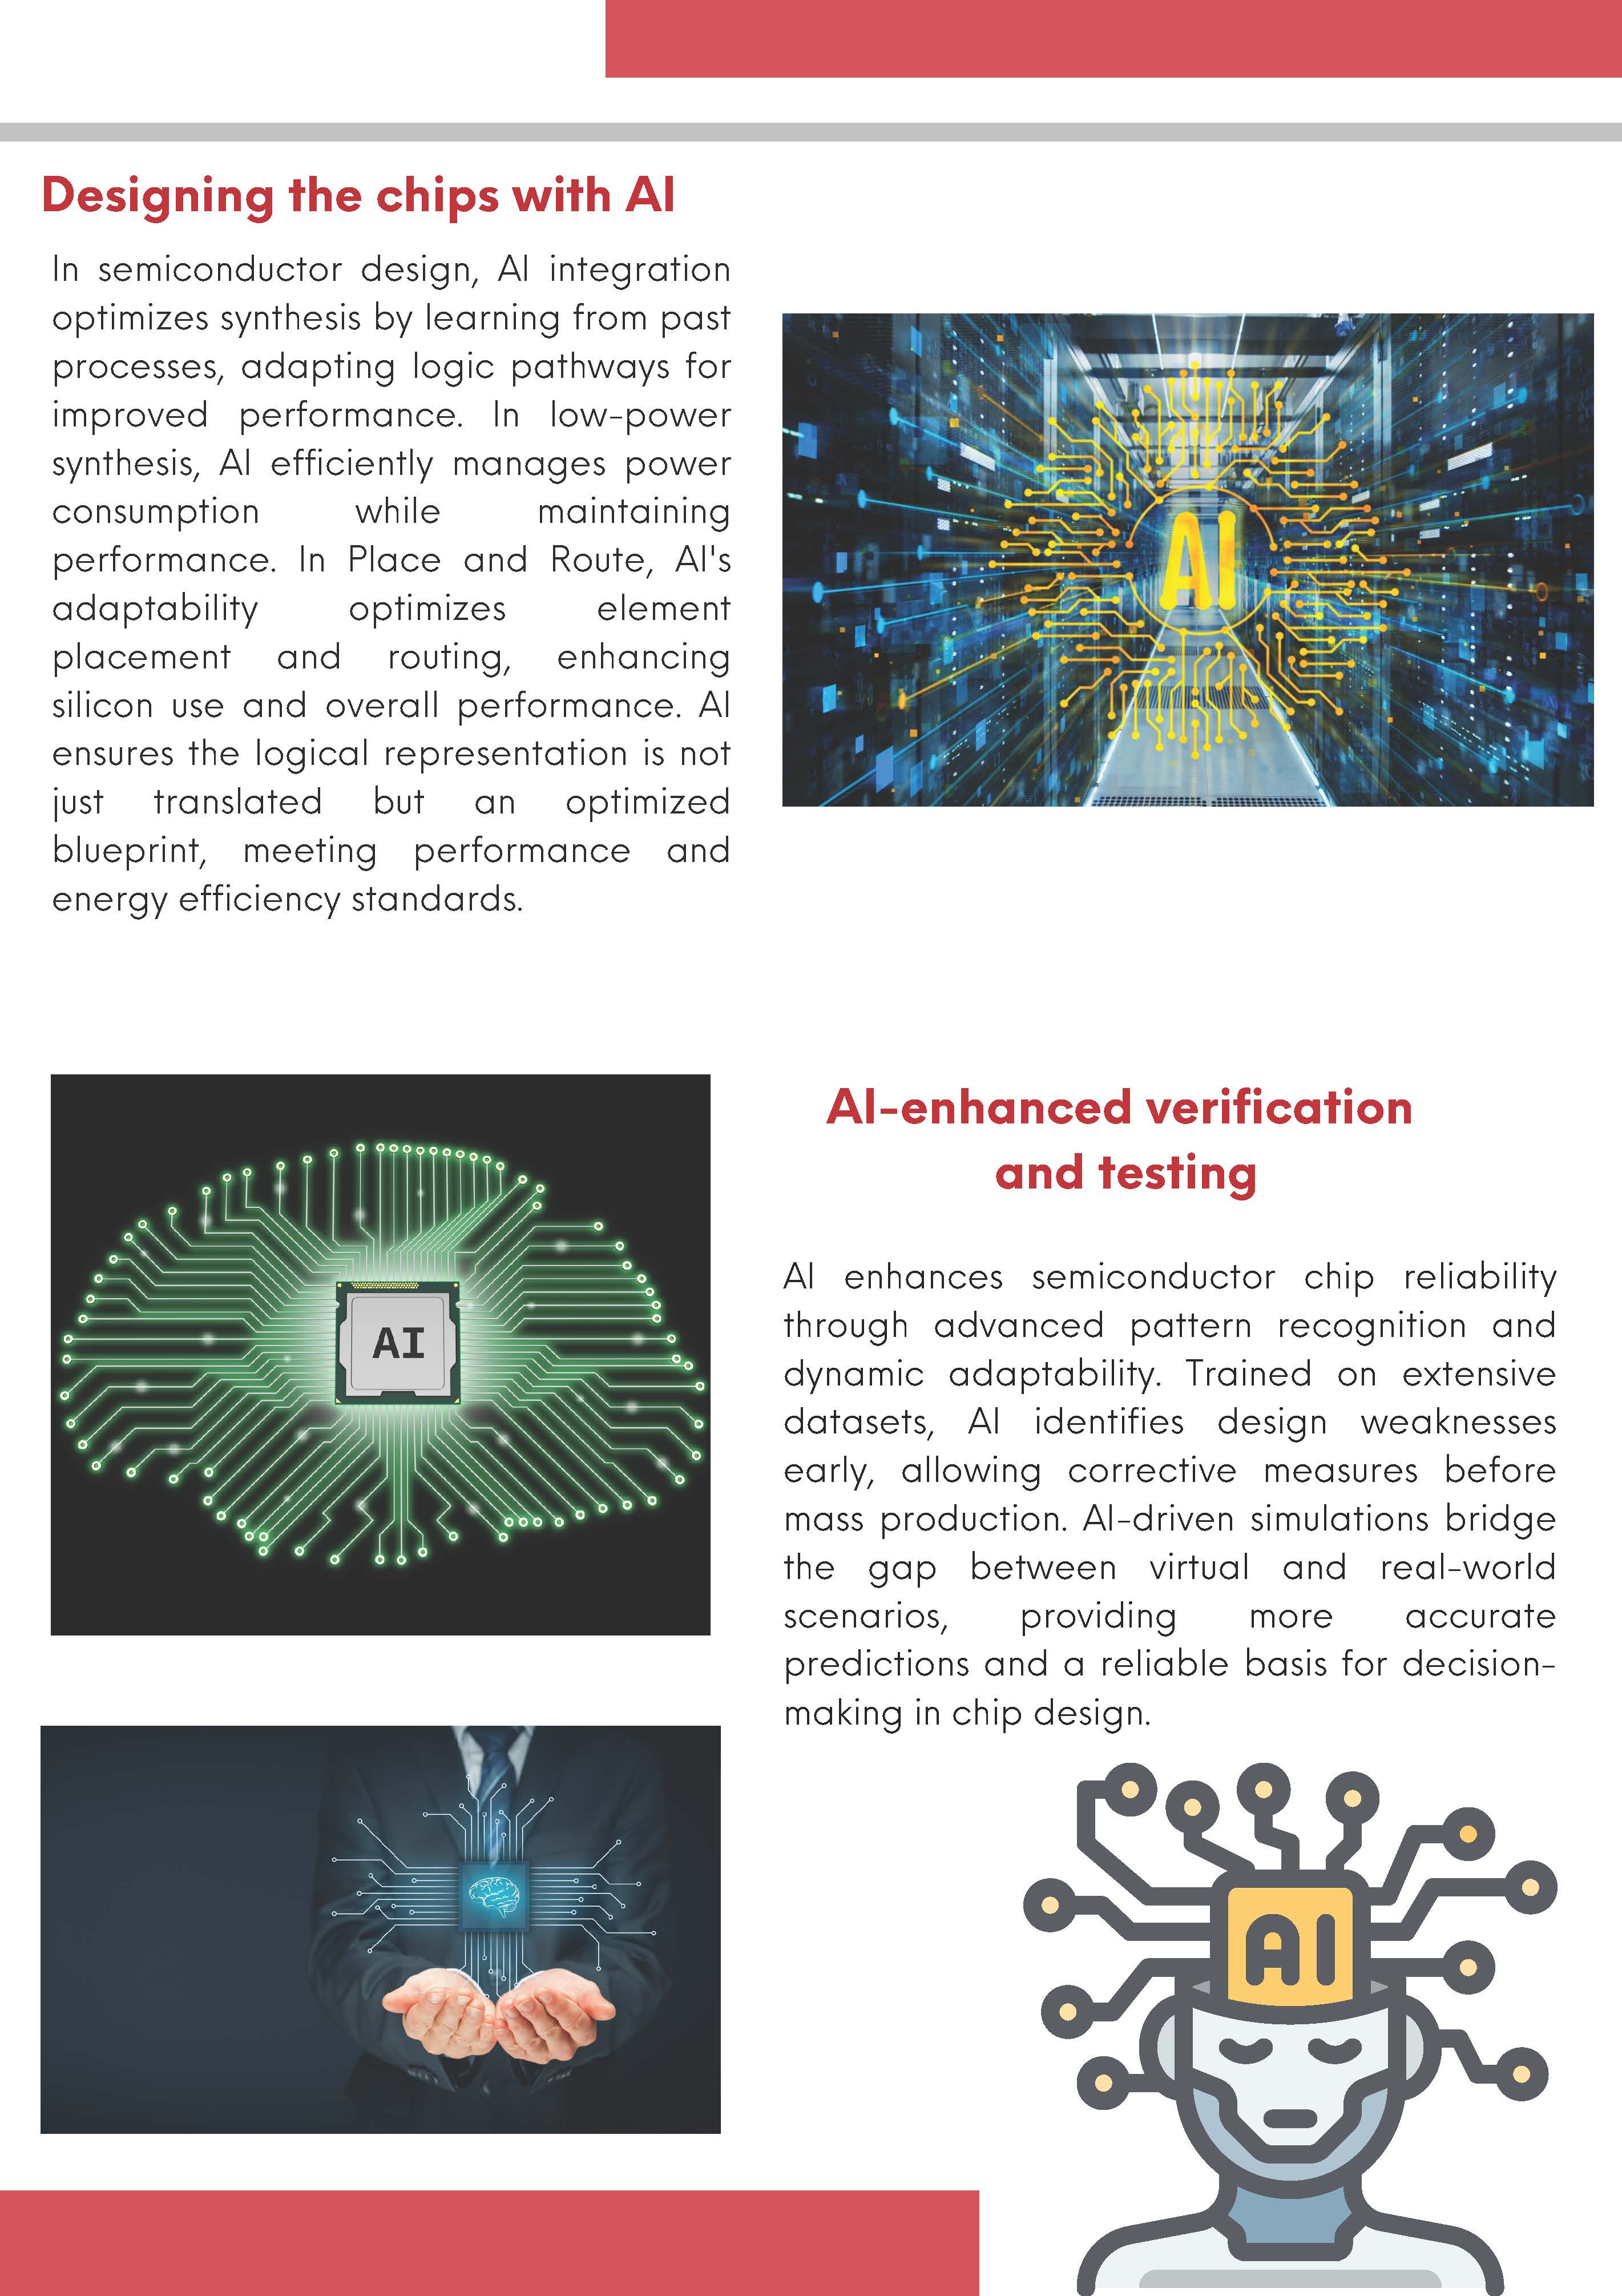 Designing the chips with AI
In semiconductor design, AI integration
optimizes synthesis by learning from past
processes, adapting logic pathways for
improved performance. In low-power
synthesis, AI efficiently manages power
consumption while maintaining
performance. In Place and Route, AI's
adaptability optimizes element
placement and routing, enhancing
silicon use and overall performance. AI
ensures the logical representation is not
just translated but an optimized
blueprint, meeting performance and
energy efficiency standards.
AI
AI
AI-enhanced verification
and testing
AI enhances semiconductor chip reliability
through advanced pattern recognition and
dynamic adaptability. Trained on extensive
datasets, AI identifies design weaknesses
early, allowing corrective measures before
mass production. AI-driven simulations bridge
the gap between virtual and real-world
scenarios, providing more accurate
predictions and a reliable basis for decision-
making in chip design.
AI